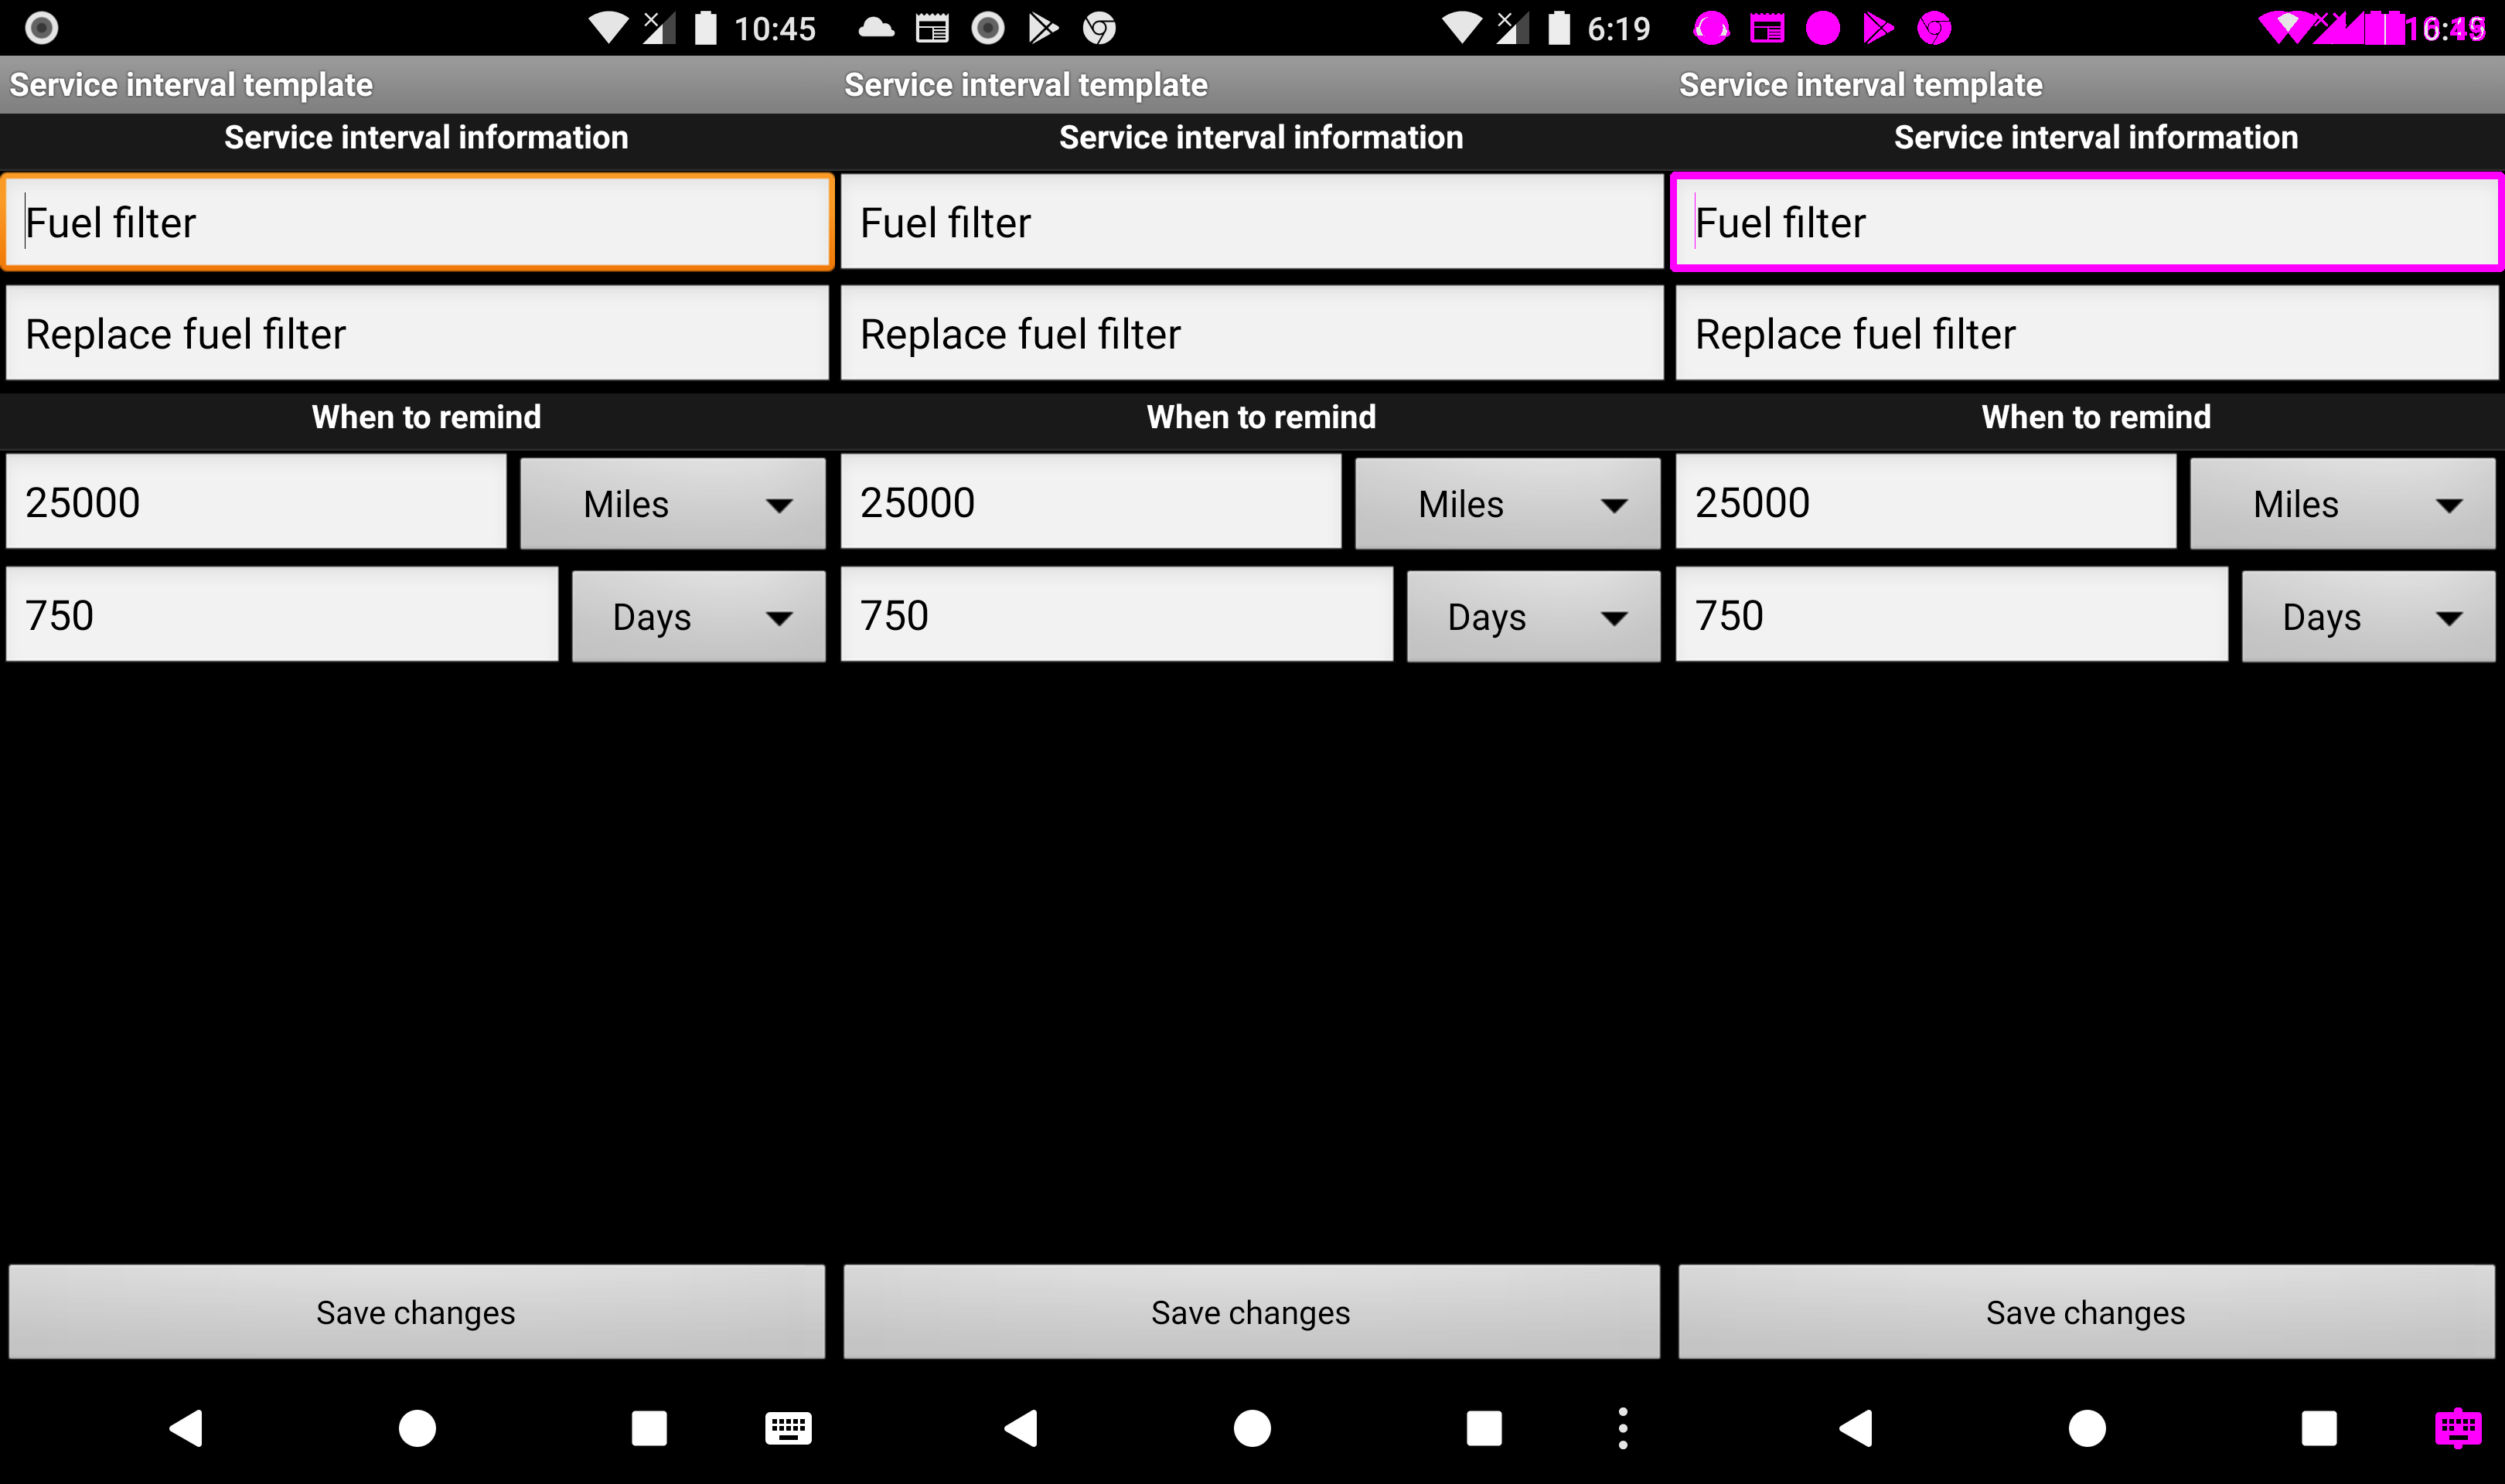 10:45 6:19
Service interval template Service interval template Service interval template
Service interval information Service interval information Service interval information
Fuel filter Fuel filter Fuel filter
Replace fuel filter Replace fuel filter Replace fuel filter
When to remind When to remind When to remind
25000 Miles 25000 Miles 25000 Miles
750 Days 750 Days 750 Days
Save changes Save changes Save changes